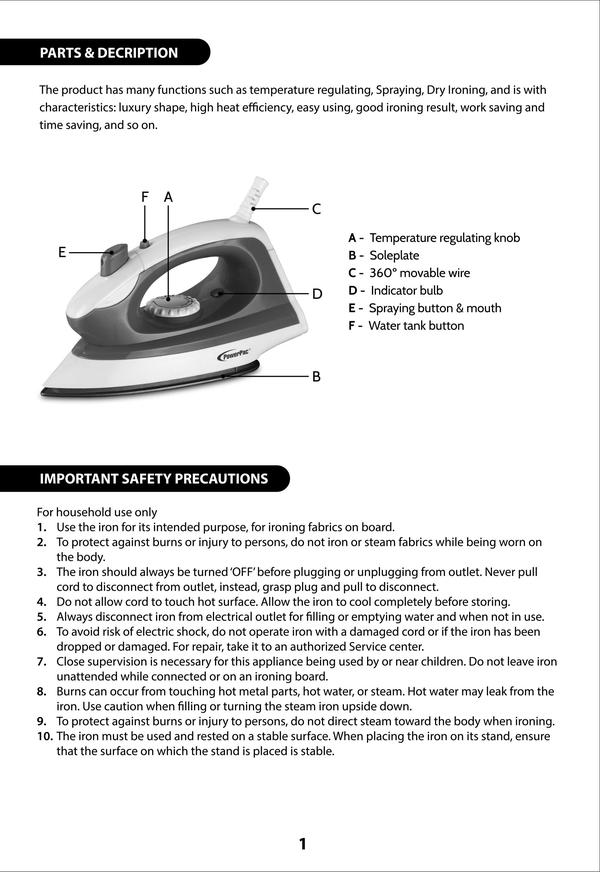 PARTS & DECRIPTION
The product has many functions such as temperature regulating, Spraying, Dry Ironing, and is with
characteristics: luxury shape, high heat efficiency, easy using, good ironing result, work saving and
time saving, and so on.
F A
C
E
D
B
PowerPac
A - Temperature regulating knob
B - Soleplate
C - 360° movable wire
D - Indicator bulb
E - Spraying button & mouth
F - Water tank button
IMPORTANT SAFETY PRECAUTIONS
For household use only
1. Use the iron for its intended purpose, for ironing fabrics on board.
2. To protect against burns or injury to persons, do not iron or steam fabrics while being worn on
the body.
3. The iron should always be turned ‘OFF’ before plugging or unplugging from outlet. Never pull
cord to disconnect from outlet, instead, grasp plug and pull to disconnect.
4. Do not allow cord to touch hot surface. Allow the iron to cool completely before storing.
5. Always disconnect iron from electrical outlet for filling or emptying water and when not in use.
6. To avoid risk of electric shock, do not operate iron with a damaged cord or if the iron has been
dropped or damaged. For repair, take it to an authorized Service center.
7. Close supervision is necessary for this appliance being used by or near children. Do not leave iron
unattended while connected or on an ironing board.
8. Burns can occur from touching hot metal parts, hot water, or steam. Hot water may leak from the
iron. Use caution when filling or turning the steam iron upside down.
9. To protect against burns or injury to persons, do not direct steam toward the body when ironing.
10. The iron must be used and rested on a stable surface. When placing the iron on its stand, ensure
that the surface on which the stand is placed is stable.
1